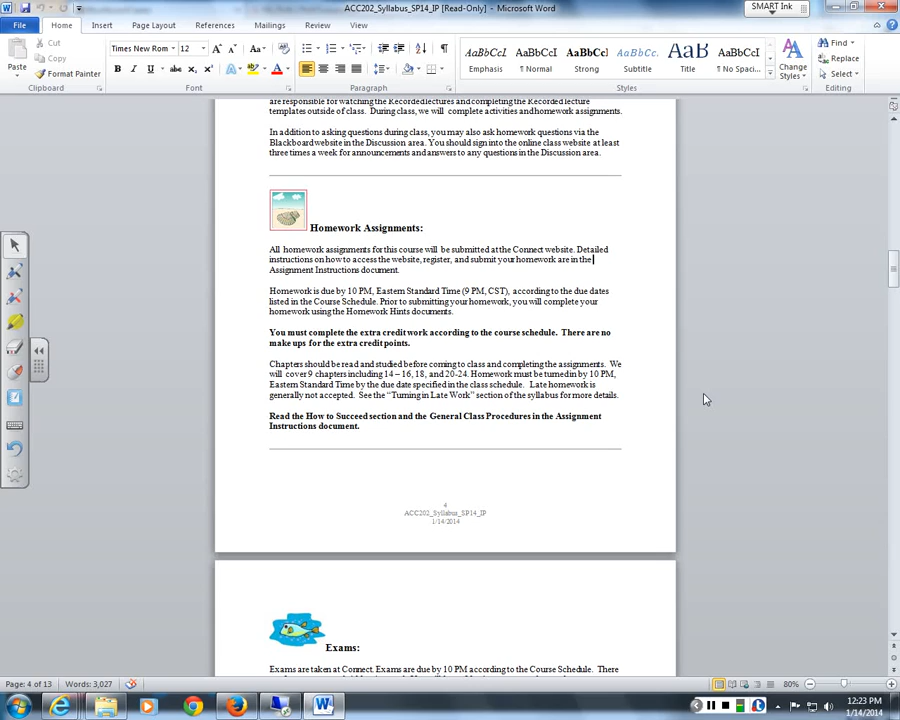 ACC202_Syllabus_SP14_IP [Read-Only] - Microsoft Word
SMART Ink
File Home Insert Page Layout References Mailings Review View
Cut
Copy
Format Painter
Paste
Clipboard
Times New Rom 12
Font
Paragraph
AaBbCcL AaBbCcI AaBbCc AaBbCcI AaB AaBbCcI
Emphasis ¶ Normal Strong Subtitle Title ¶ No Spaci...
Change Styles
Styles
Find
Replace
Select
Editing
are responsible for watching the Recorded lectures and completing the Recorded lecture
templates outside of class. During class, we will complete activities and homework assignments.
In addition to asking questions during class, you may also ask homework questions via the
Blackboard website in the Discussion area. You should sign into the online class website at least
three times a week for announcements and answers to any questions in the Discussion area.
Homework Assignments:
All homework assignments for this course will be submitted at the Connect website. Detailed
instructions on how to access the website, register, and submit your homework are in the
Assignment Instructions document.
Homework is due by 10 PM, Eastern Standard Time (9 PM, CST), according to the due dates
listed in the Course Schedule. Prior to submitting your homework, you will complete your
homework using the Homework Hints documents.
You must complete the extra credit work according to the course schedule. There are no
make ups for the extra credit points.
Chapters should be read and studied before coming to class and completing the assignments. We
will cover 9 chapters including 14 – 16, 18, and 20-24. Homework must be turned in by 10 PM,
Eastern Standard Time by the due date specified in the class schedule. Late homework is
generally not accepted. See the “Turning in Late Work” section of the syllabus for more details.
Read the How to Succeed section and the General Class Procedures in the Assignment
Instructions document.
4
ACC202_Syllabus_SP14_IP
1/14/2014
Exams:
Exams are taken at Connect. Exams are due by 10 PM according to the Course Schedule. There
Page: 4 of 13 Words: 3,027
80%
12:23 PM
1/14/2014